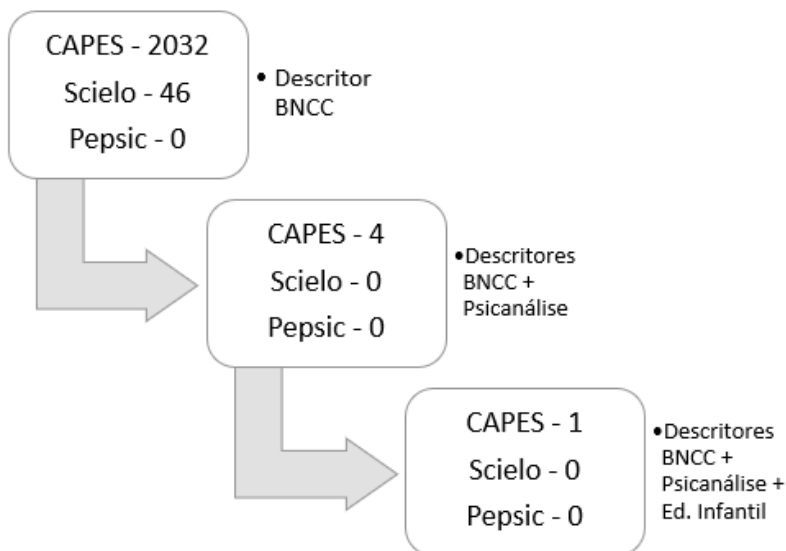 CAPES - 2032
Scielo - 46
Pepsic - 0
• Descritor
BNCC
CAPES - 4
Scielo - 0
Pepsic - 0
•Descritores
BNCC +
Psicanálise
CAPES - 1
Scielo - 0
Pepsic - 0
•Descritores
BNCC +
Psicanálise +
Ed. Infantil